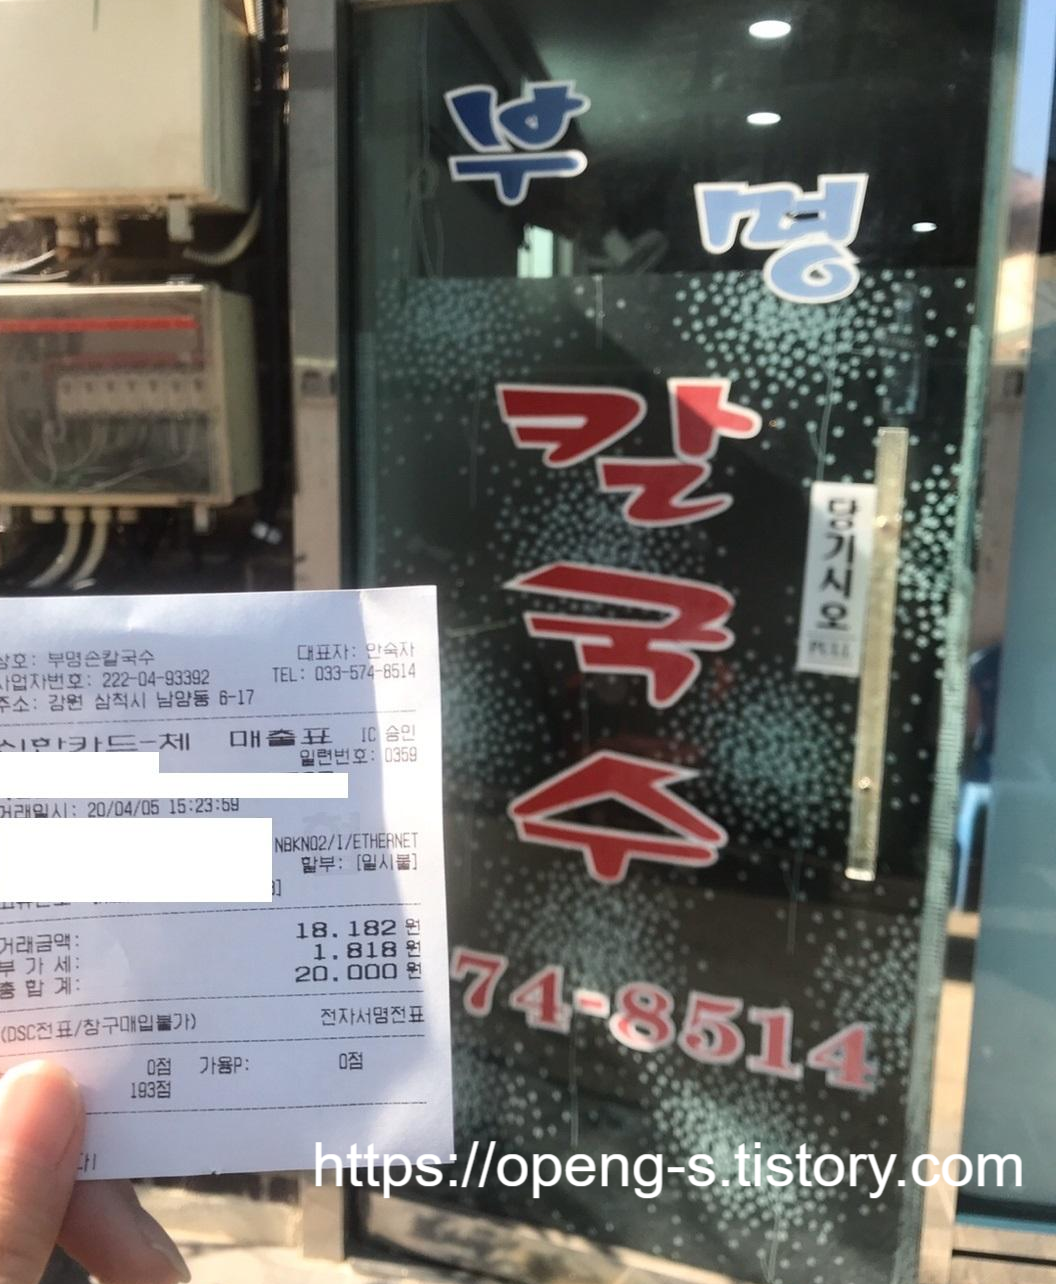 부
명
칼
국
수
당기시오
PULL
74-8514
상호: 부명손칼국수 대표자: 안숙자
사업자번호: 222-04-93392 TEL: 033-574-8514
주소: 강원 삼척시 남양동 6-17
신한카드-체 매출표 IC 승인
일련번호: 0359
거래일시: 20/04/05 15:23:59
NBKN02/I/ETHERNET
할부: [일시불]
거래금액: 18.182 원
부 가 세: 1.818 원
총 합 계: 20.000 원
(DSC전표/창구매입불가) 전자서명전표
0점 가용P: 0점
193점
https://openg-s.tistory.com